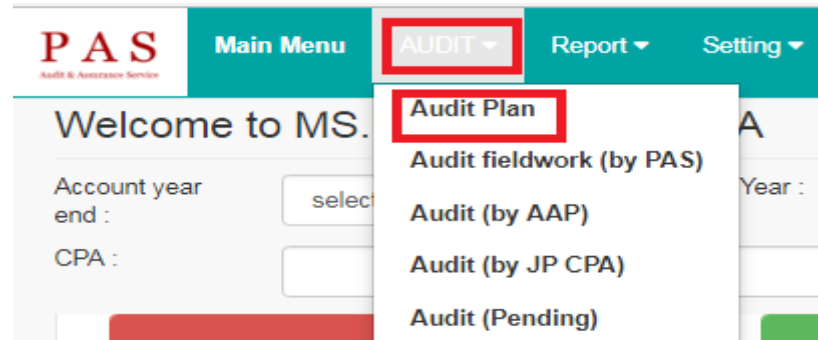 PAS
Audit & Assurance Service
Main Menu
AUDIT
Report
Setting
Welcome to MS.
A
Audit Plan
Audit fieldwork (by PAS)
Audit (by AAP)
Audit (by JP CPA)
Audit (Pending)
Account year
end :
selec
Year :
CPA :